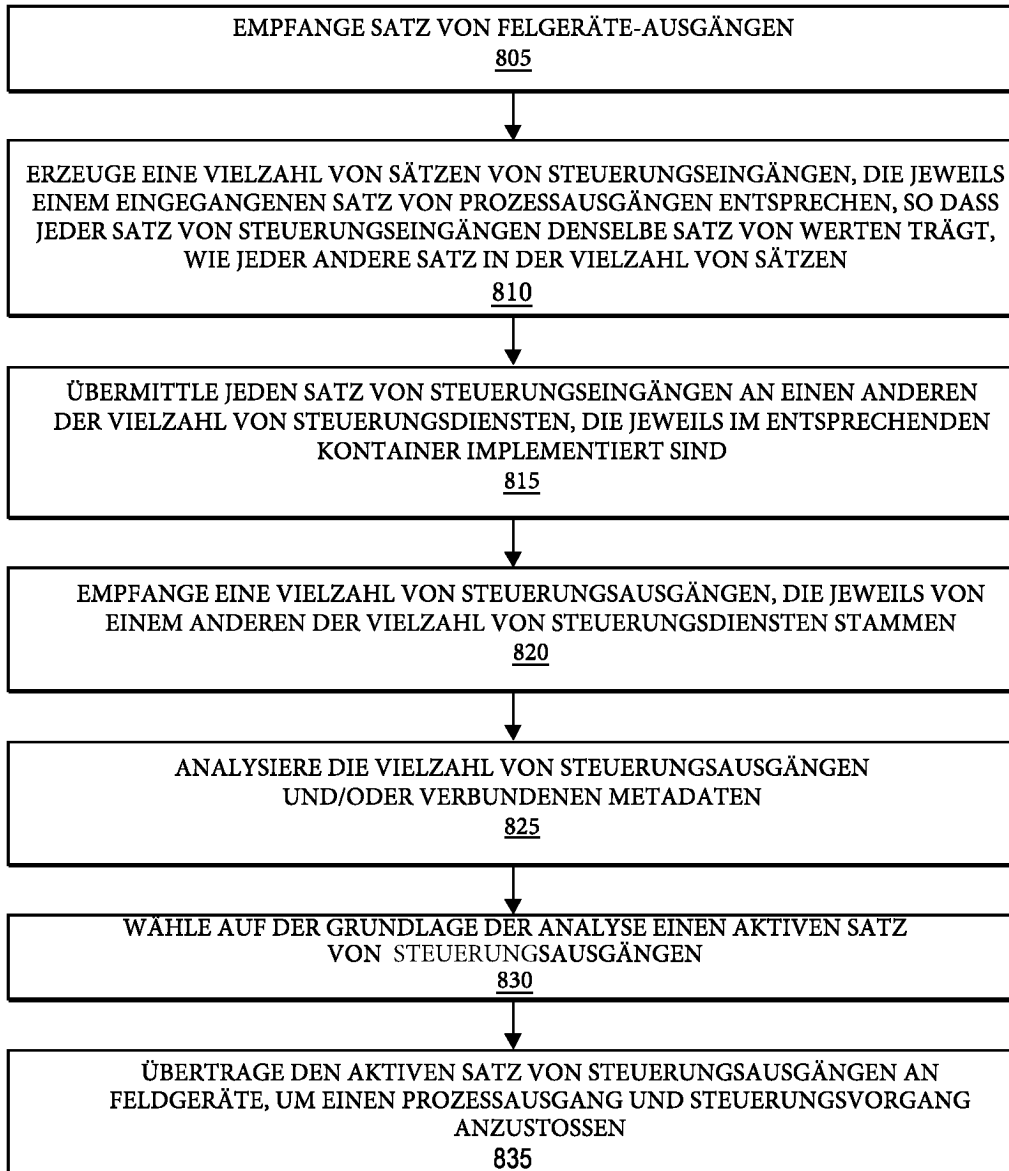 EMPFANGE SATZ VON FELGERÄTE-AUSGÄNGEN
805
ERZEUGE EINE VIELZAHL VON SÄTZEN VON STEUERUNGSEINGÄNGEN, DIE JEWEILS
EINEM EINGEGANGENEN SATZ VON PROZESSAUSGÄNGEN ENTSPRECHEN, SO DASS
JEDER SATZ VON STEUERUNGSEINGÄNGEN DENSELBE SATZ VON WERTEN TRÄGT,
WIE JEDER ANDERE SATZ IN DER VIELZAHL VON SÄTZEN
810
ÜBERMITTLE JEDEN SATZ VON STEUERUNGSEINGÄNGEN AN EINEN ANDEREN
DER VIELZAHL VON STEUERUNGSDIENSTEN, DIE JEWEILS IM ENTSPRECHENDEN
KONTAINER IMPLEMENTIERT SIND
815
EMPFANGE EINE VIELZAHL VON STEUERUNGSAUSGÄNGEN, DIE JEWEILS VON
EINEM ANDEREN DER VIELZAHL VON STEUERUNGSDIENSTEN STAMMEN
820
ANALYSIERE DIE VIELZAHL VON STEUERUNGSAUSGÄNGEN
UND/ODER VERBUNDENEN METADATEN
825
WÄHLE AUF DER GRUNDLAGE DER ANALYSE EINEN AKTIVEN SATZ
VON STEUERUNGSAUSGÄNGEN
830
ÜBERTRAGE DEN AKTIVEN SATZ VON STEUERUNGSAUSGÄNGEN AN
FELDGERÄTE, UM EINEN PROZESSAUSGANG UND STEUERUNGSVORGANG
ANZUSTOSSEN
835